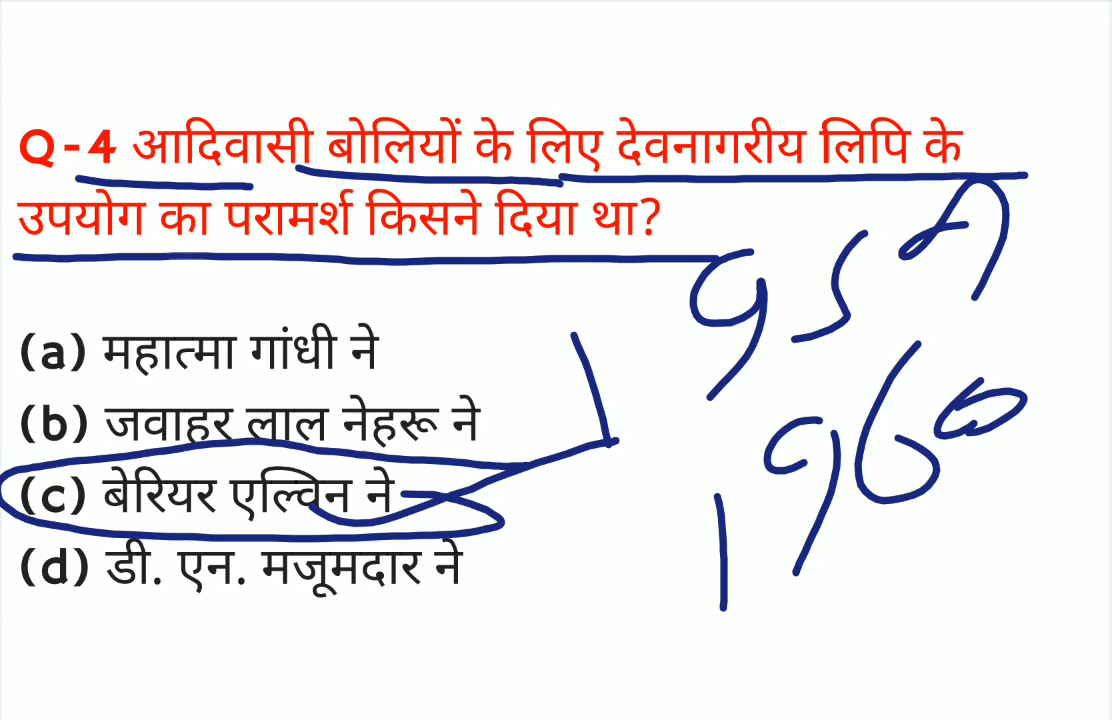 Q-4 आदिवासी बोलियों के लिए देवनागरीय लिपि के
उपयोग का परामर्श किसने दिया था?
(a) महात्मा गांधी ने
(b) जवाहर लाल नेहरू ने
(c) बेरियर एल्विन ने
(d) डी. एन. मजूमदार ने
1960